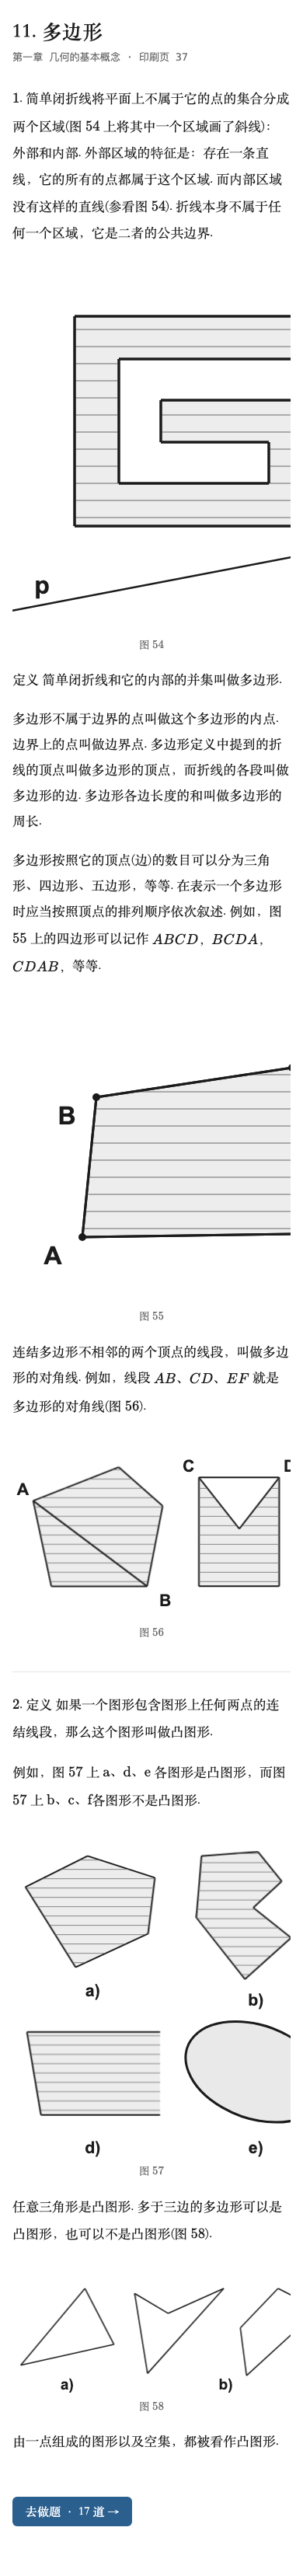 11. 多边形
第一章 几何的基本概念 · 印刷页 37
1. 简单闭折线将平面上不属于它的点的集合分成
两个区域(图 54 上将其中一个区域画了斜线)：
外部和内部. 外部区域的特征是：存在一条直
线，它的所有的点都属于这个区域. 而内部区域
没有这样的直线(参看图 54). 折线本身不属于任
何一个区域，它是二者的公共边界.
p
图 54
定义 简单闭折线和它的内部的并集叫做多边形.
多边形不属于边界的点叫做这个多边形的内点.
边界上的点叫做边界点. 多边形定义中提到的折
线的顶点叫做多边形的顶点，而折线的各段叫做
多边形的边. 多边形各边长度的和叫做多边形的
周长.
多边形按照它的顶点(边)的数目可以分为三角
形、四边形、五边形，等等. 在表示一个多边形
时应当按照顶点的排列顺序依次叙述. 例如，图
55 上的四边形可以记作 ABCD，BCDA，
CDAB，等等.
B
A
图 55
连结多边形不相邻的两个顶点的线段，叫做多边
形的对角线. 例如，线段 AB、CD、EF 就是
多边形的对角线(图 56).
A
C
B
图 56
2. 定义 如果一个图形包含图形上任何两点的连
结线段，那么这个图形叫做凸图形.
例如，图 57 上 a、d、e 各图形是凸图形，而图
57 上 b、c、f各图形不是凸图形.
a)
b)
d)
e)
图 57
任意三角形是凸图形. 多于三边的多边形可以是
凸图形，也可以不是凸图形(图 58).
a)
b)
图 58
由一点组成的图形以及空集，都被看作凸图形.
去做题 · 17 道 →